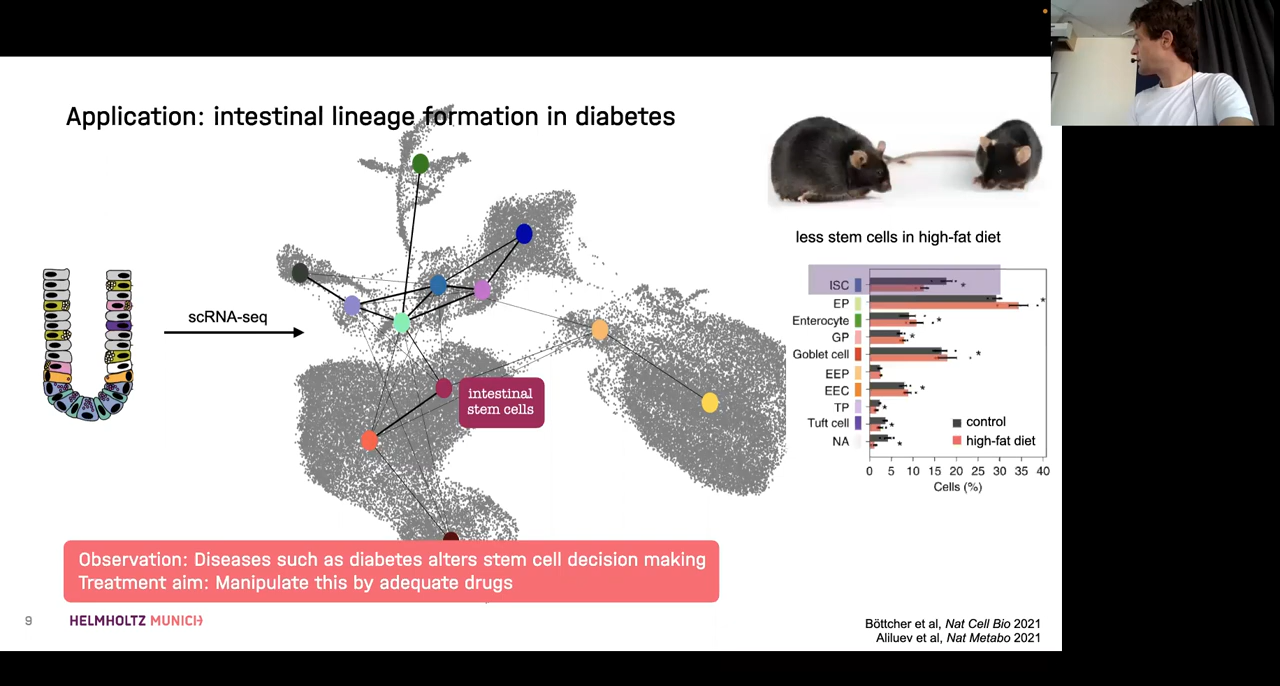 Application: intestinal lineage formation in diabetes
scRNA-seq
intestinal
stem cells
less stem cells in high-fat diet
ISC
EP
Enterocyte
GP
Goblet cell
EEP
EEC
TP
Tuft cell
NA
* * * * * * * * *
control
high-fat diet
0 5 10 15 20 25 30 35 40
Cells (%)
Observation: Diseases such as diabetes alters stem cell decision making
Treatment aim: Manipulate this by adequate drugs
9
HELMHOLTZ MUNICH
Böttcher et al, Nat Cell Bio 2021
Aliluev et al, Nat Metabo 2021